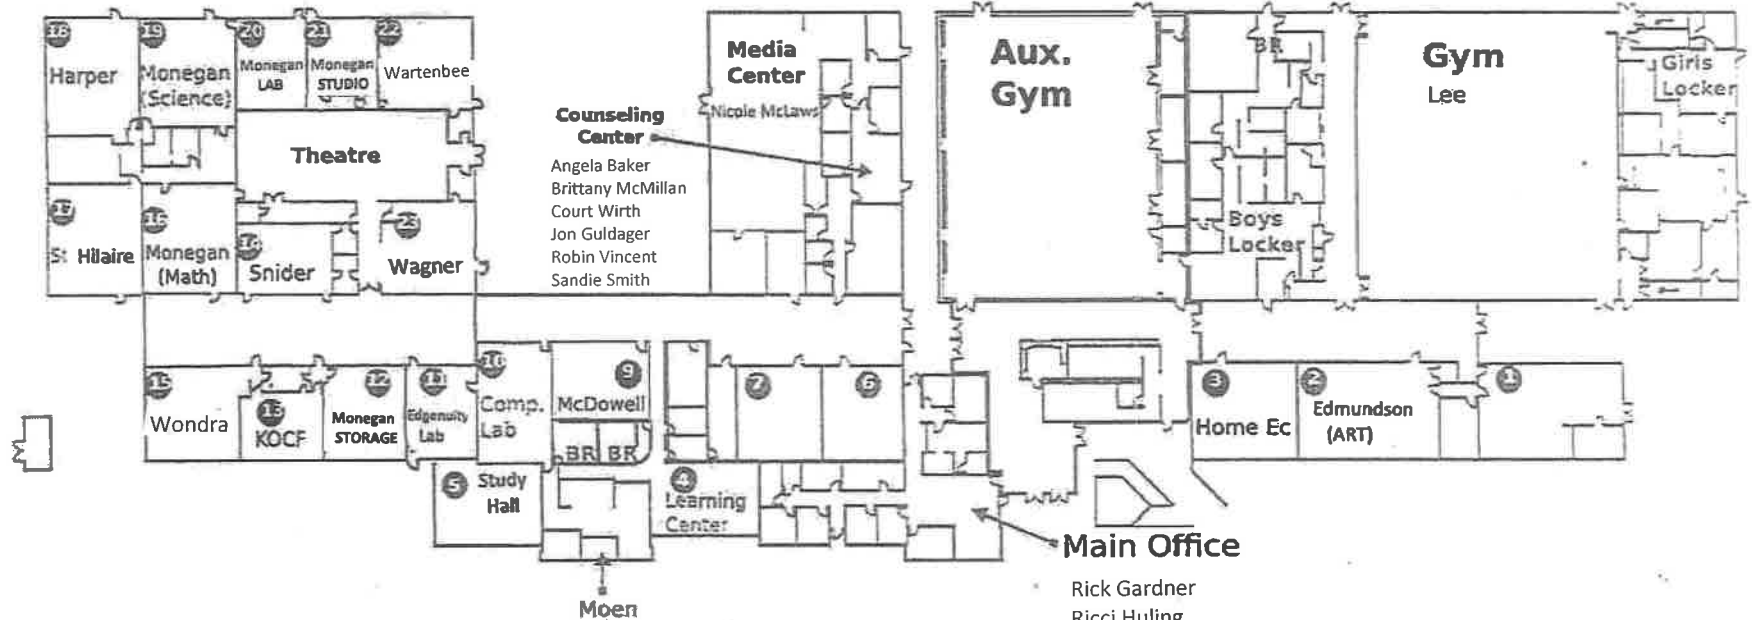 18
Harper
19
Monegan
(Science)
20
Monegan
LAB
21
Monegan
STUDIO
22
Wartenbee
Theatre
17
St Hilaire
16
Monegan
(Math)
14
Snider
23
Wagner
Counseling
Center
Angela Baker
Brittany McMillan
Court Wirth
Jon Guldager
Robin Vincent
Sandie Smith
Media
Center
Nicole McLaws
Aux.
Gym
BR
Boys
Locker
Gym
Lee
Girls
Locker
15
Wondra
13
KOCF
12
Monegan
STORAGE
11
Edgenuity
Lab
10
Comp.
Lab
9
McDowell
BR BR
7
6
5
Study
Hall
4
Learning
Center
Moen
3
Home Ec
2
Edmundson
(ART)
1
Main Office
Rick Gardner
Ricci Huling